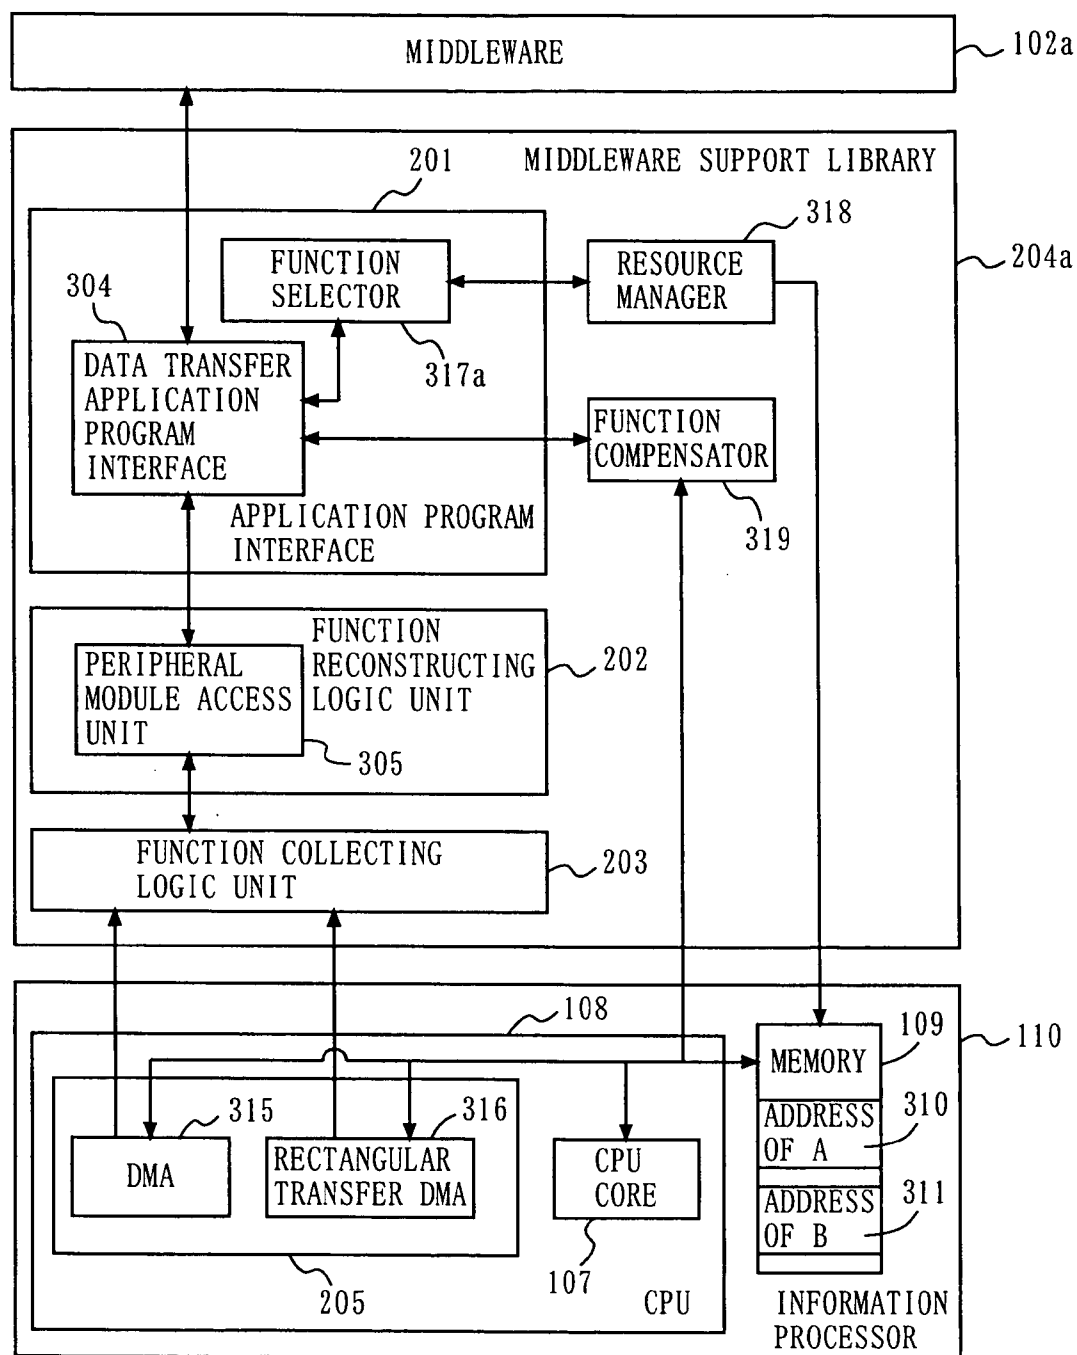 MIDDLEWARE
102a
MIDDLEWARE SUPPORT LIBRARY
201
204a
FUNCTION
SELECTOR
317a
318
RESOURCE
MANAGER
304
DATA TRANSFER
APPLICATION
PROGRAM
INTERFACE
FUNCTION
COMPENSATOR
319
APPLICATION PROGRAM
INTERFACE
FUNCTION
RECONSTRUCTING
LOGIC UNIT
202
PERIPHERAL
MODULE ACCESS
UNIT
305
FUNCTION COLLECTING
LOGIC UNIT
203
108
109
110
MEMORY
315
DMA
316
RECTANGULAR
TRANSFER DMA
CPU
CORE
107
ADDRESS
OF A
310
ADDRESS
OF B
311
205
CPU
INFORMATION
PROCESSOR